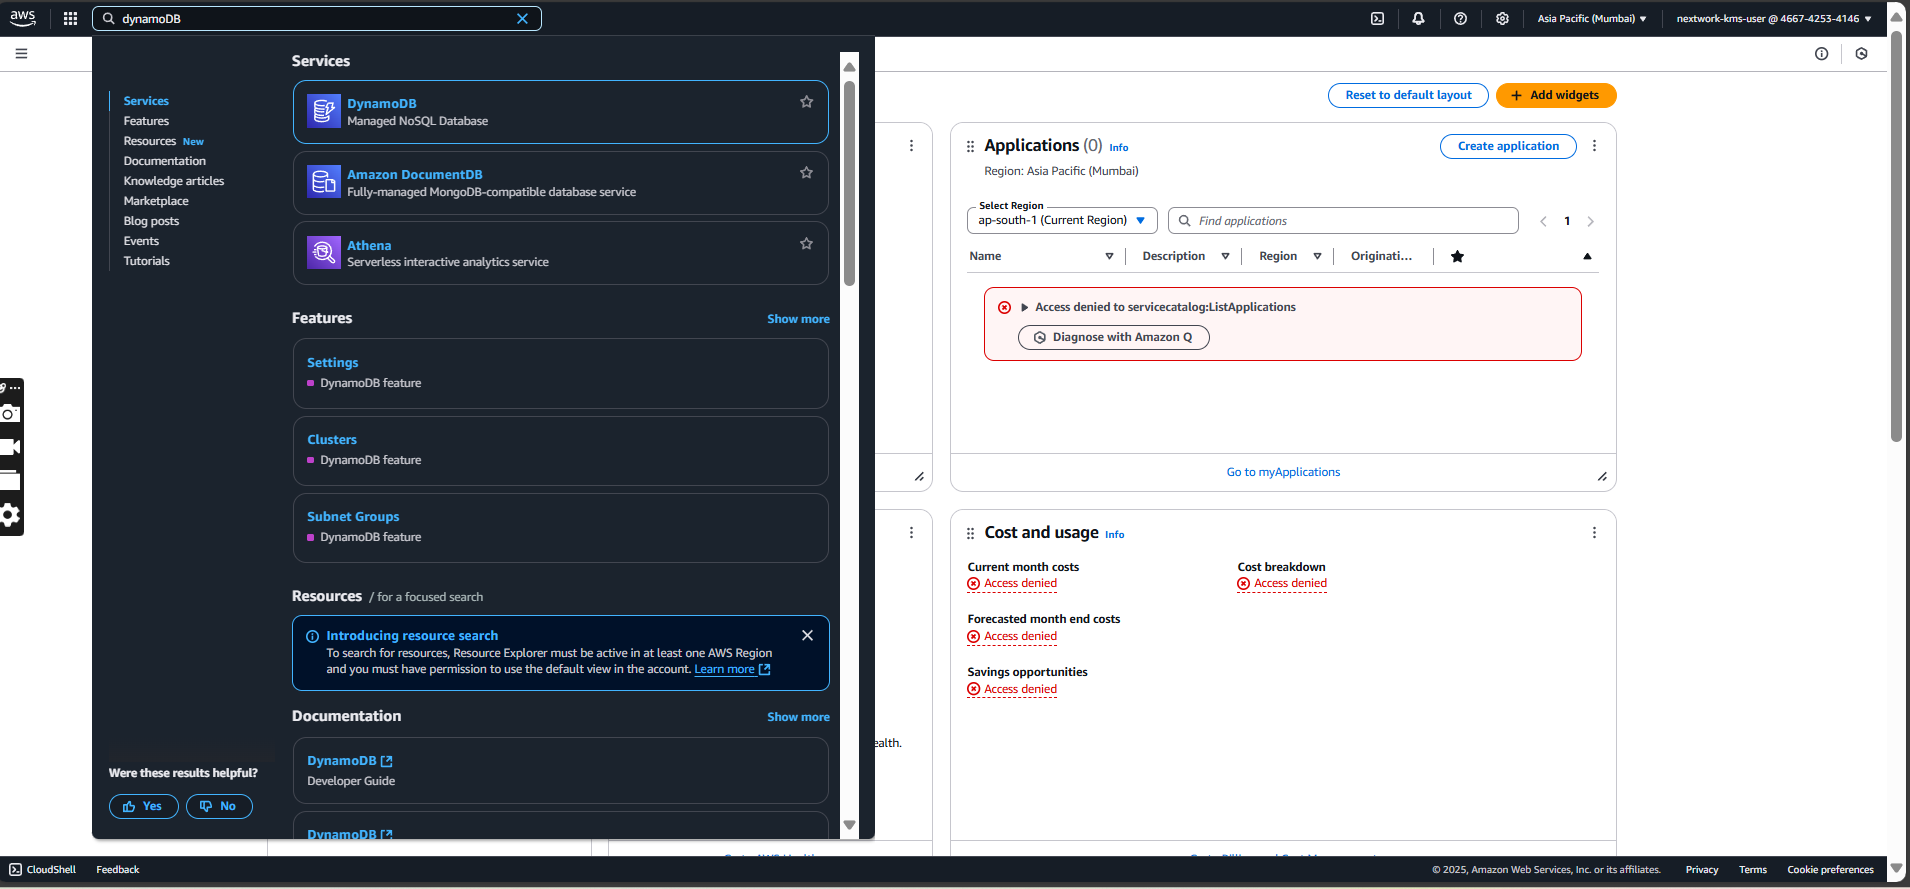 aws
dynamoDB
Asia Pacific (Mumbai)
nextwork-kms-user @ 4667-4253-4146
Services
Features
Resources New
Documentation
Knowledge articles
Marketplace
Blog posts
Events
Tutorials
Were these results helpful?
Yes
No
Services
DynamoDB
Managed NoSQL Database
Amazon DocumentDB
Fully-managed MongoDB-compatible database service
Athena
Serverless interactive analytics service
Features
Show more
Settings
DynamoDB feature
Clusters
DynamoDB feature
Subnet Groups
DynamoDB feature
Resources / for a focused search
Introducing resource search
To search for resources, Resource Explorer must be active in at least one AWS Region
and you must have permission to use the default view in the account. Learn more
Documentation
Show more
DynamoDB
Developer Guide
DynamoDB
Reset to default layout
Add widgets
Applications (0) Info
Create application
Region: Asia Pacific (Mumbai)
Select Region
ap-south-1 (Current Region)
Find applications
1
Name
Description
Region
Originati...
Access denied to servicecatalog:ListApplications
Diagnose with Amazon Q
Go to myApplications
Cost and usage Info
Current month costs
Access denied
Cost breakdown
Access denied
Forecasted month end costs
Access denied
Savings opportunities
Access denied
ealth.
CloudShell
Feedback
© 2025, Amazon Web Services, Inc. or its affiliates.
Privacy
Terms
Cookie preferences